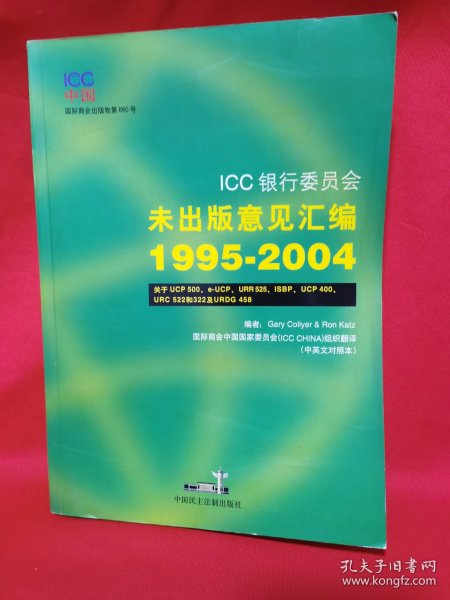 ICC
中国
国际商会出版物第660号
ICC 银行委员会
未出版意见汇编
1995-2004
关于 UCP 500、e-UCP、URR 525、ISBP、UCP 400、
URC 522和322及URDG 458
编者：Gary Collyer & Ron Katz
国际商会中国国家委员会(ICC CHINA)组织翻译
(中英文对照本)
中国民主法制出版社
孔夫子旧书网
www.kongfz.com